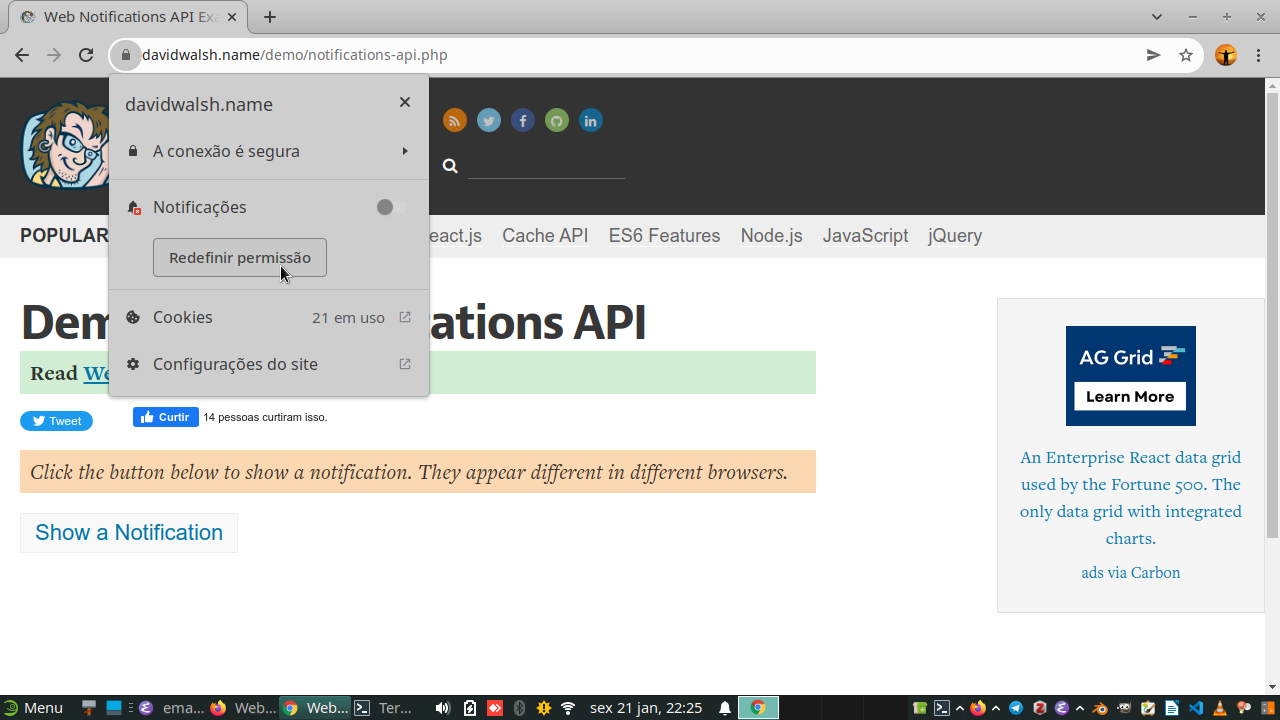 Web Notifications API Exa
davidwalsh.name/demo/notifications-api.php
davidwalsh.name
A conexão é segura
Notificações
Redefinir permissão
Cookies
21 em uso
Configurações do site
POPULAR
eact.js
Cache API
ES6 Features
Node.js
JavaScript
jQuery
Dem
ations API
Read We
Tweet
Curtir
14 pessoas curtiram isso.
Click the button below to show a notification. They appear different in different browsers.
Show a Notification
AG Grid
Learn More
An Enterprise React data grid
used by the Fortune 500. The
only data grid with integrated
charts.
ads via Carbon
Menu
ema...
Web...
Web...
Ter...
sex 21 jan, 22:25